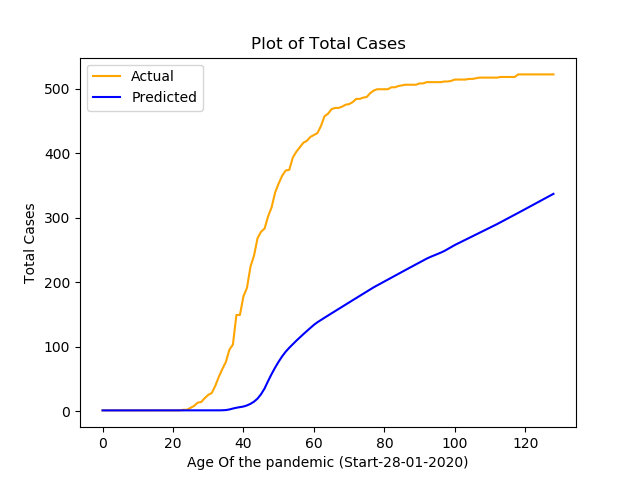 Plot of Total Cases
Actual
Predicted
500
400
300
200
100
0
Total Cases
0 20 40 60 80 100 120
Age Of the pandemic (Start-28-01-2020)